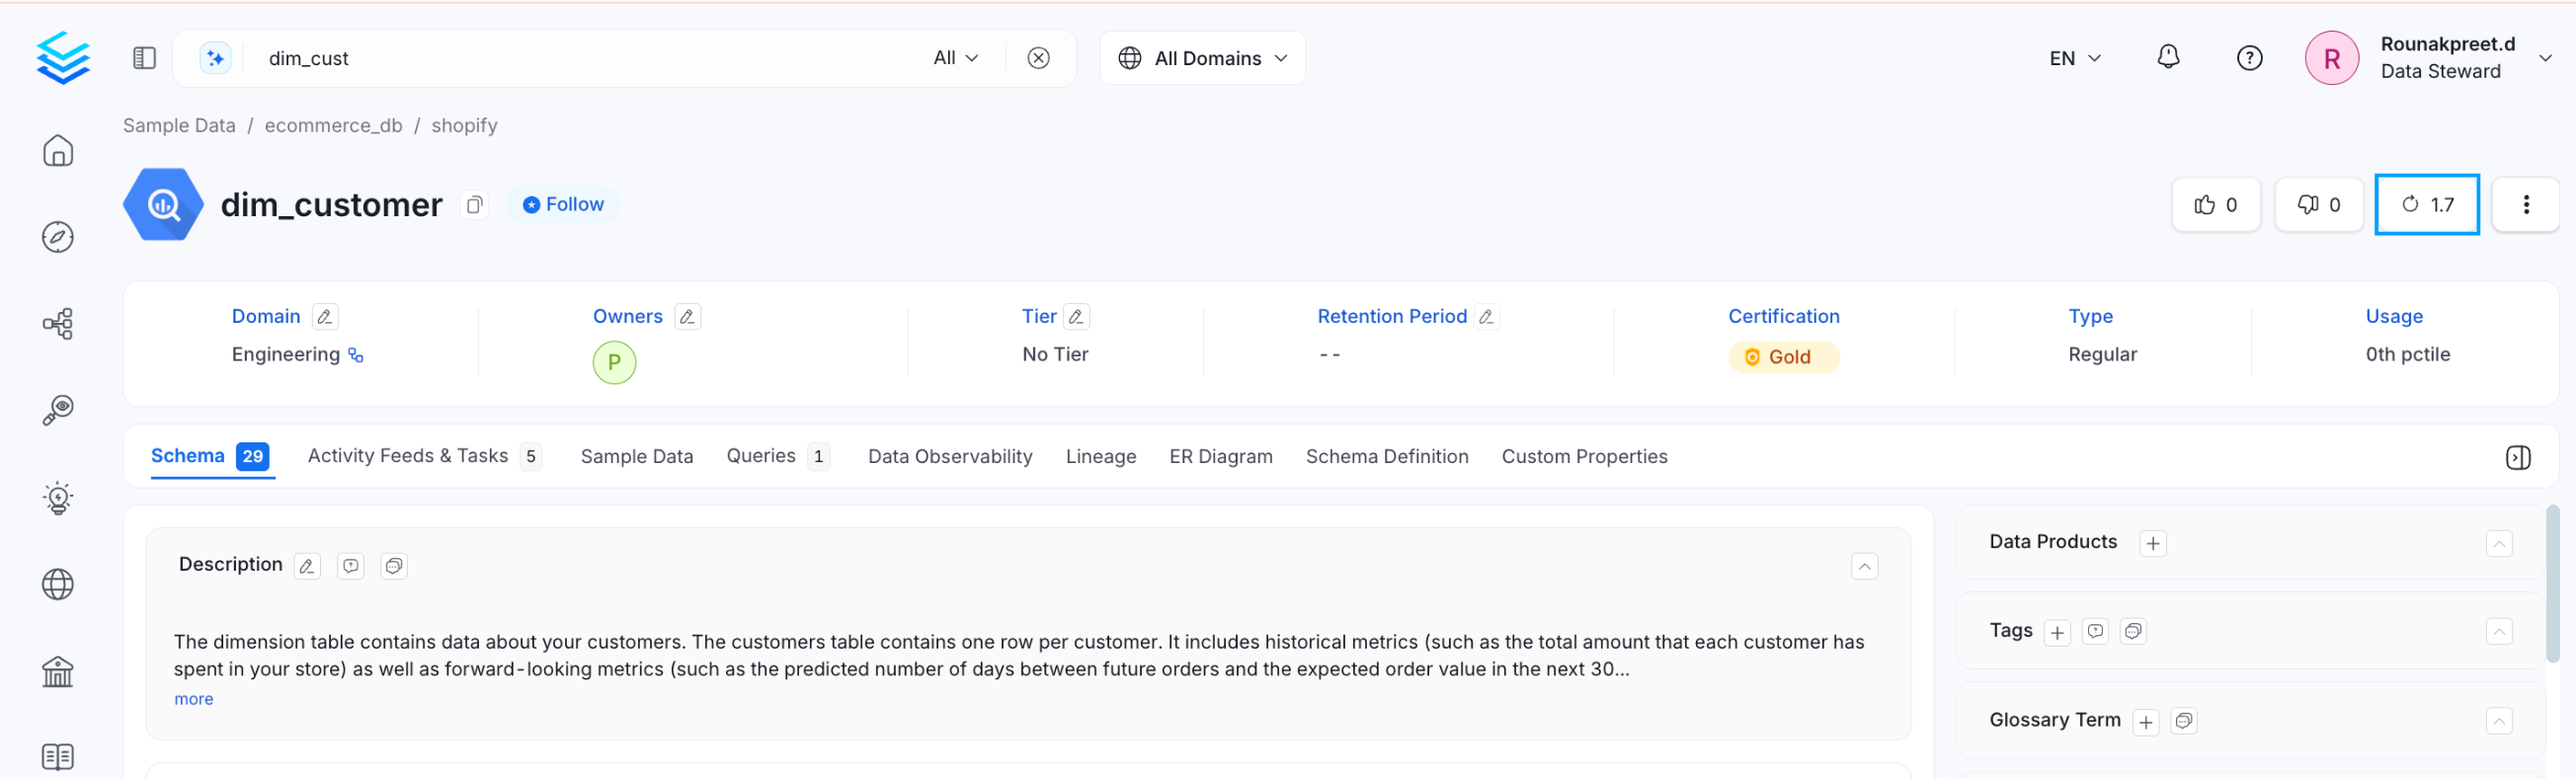 dim_cust
All
All Domains
EN
R
Rounakpreet.d
Data Steward
Sample Data / ecommerce_db / shopify
dim_customer
Follow
0
0
1.7
Domain
Engineering
Owners
P
Tier
No Tier
Retention Period
--
Certification
Gold
Type
Regular
Usage
0th pctile
Schema 29
Activity Feeds & Tasks 5
Sample Data
Queries 1
Data Observability
Lineage
ER Diagram
Schema Definition
Custom Properties
Description
The dimension table contains data about your customers. The customers table contains one row per customer. It includes historical metrics (such as the total amount that each customer has
spent in your store) as well as forward-looking metrics (such as the predicted number of days between future orders and the expected order value in the next 30...
more
Data Products
Tags
Glossary Term